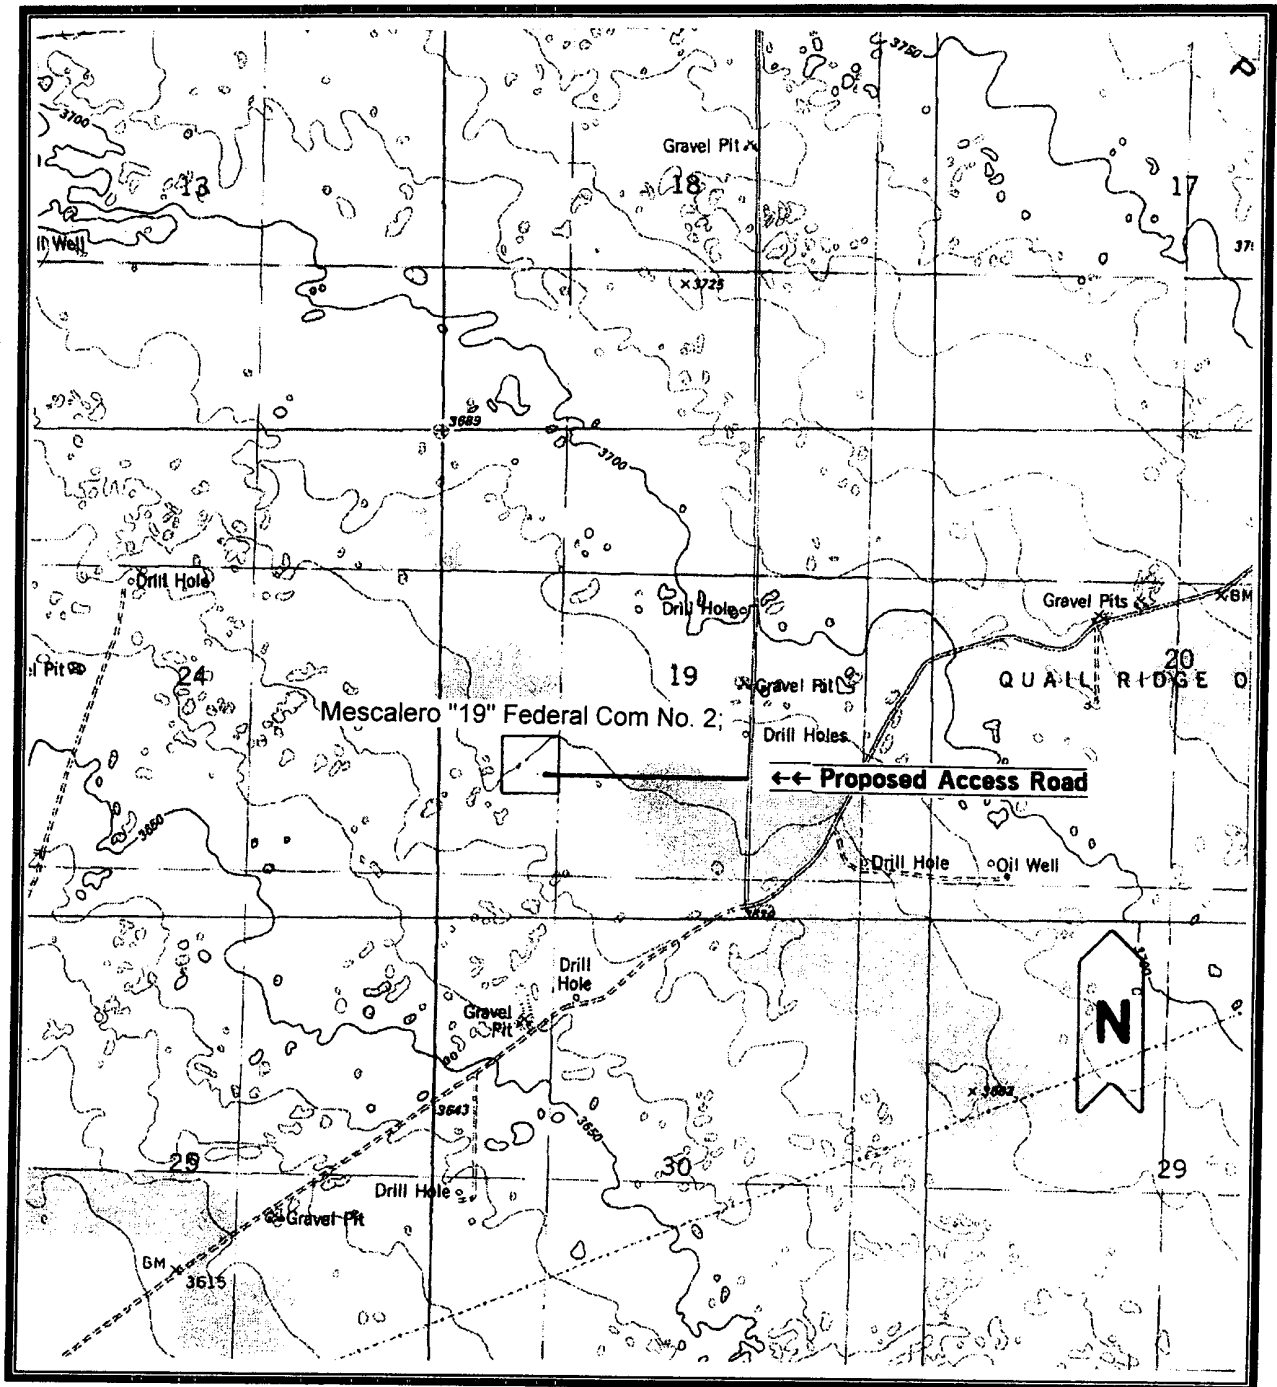 3750
3700
Gravel Pit
13
18
17
Well
3725
3689
3700
Drill Hole
Drill Hole
Gravel Pits
BM
Pit
24
19
20
Gravel Pit
QUAIL RIDGE O
Mescalero "19" Federal Com No. 2;
Drill Holes
←← Proposed Access Road
3650
Drill Hole
Oil Well
3700
Drill
Hole
Gravel
Pit
N
3643
3650
25
30
29
Drill Hole
Gravel Pit
BM
3615